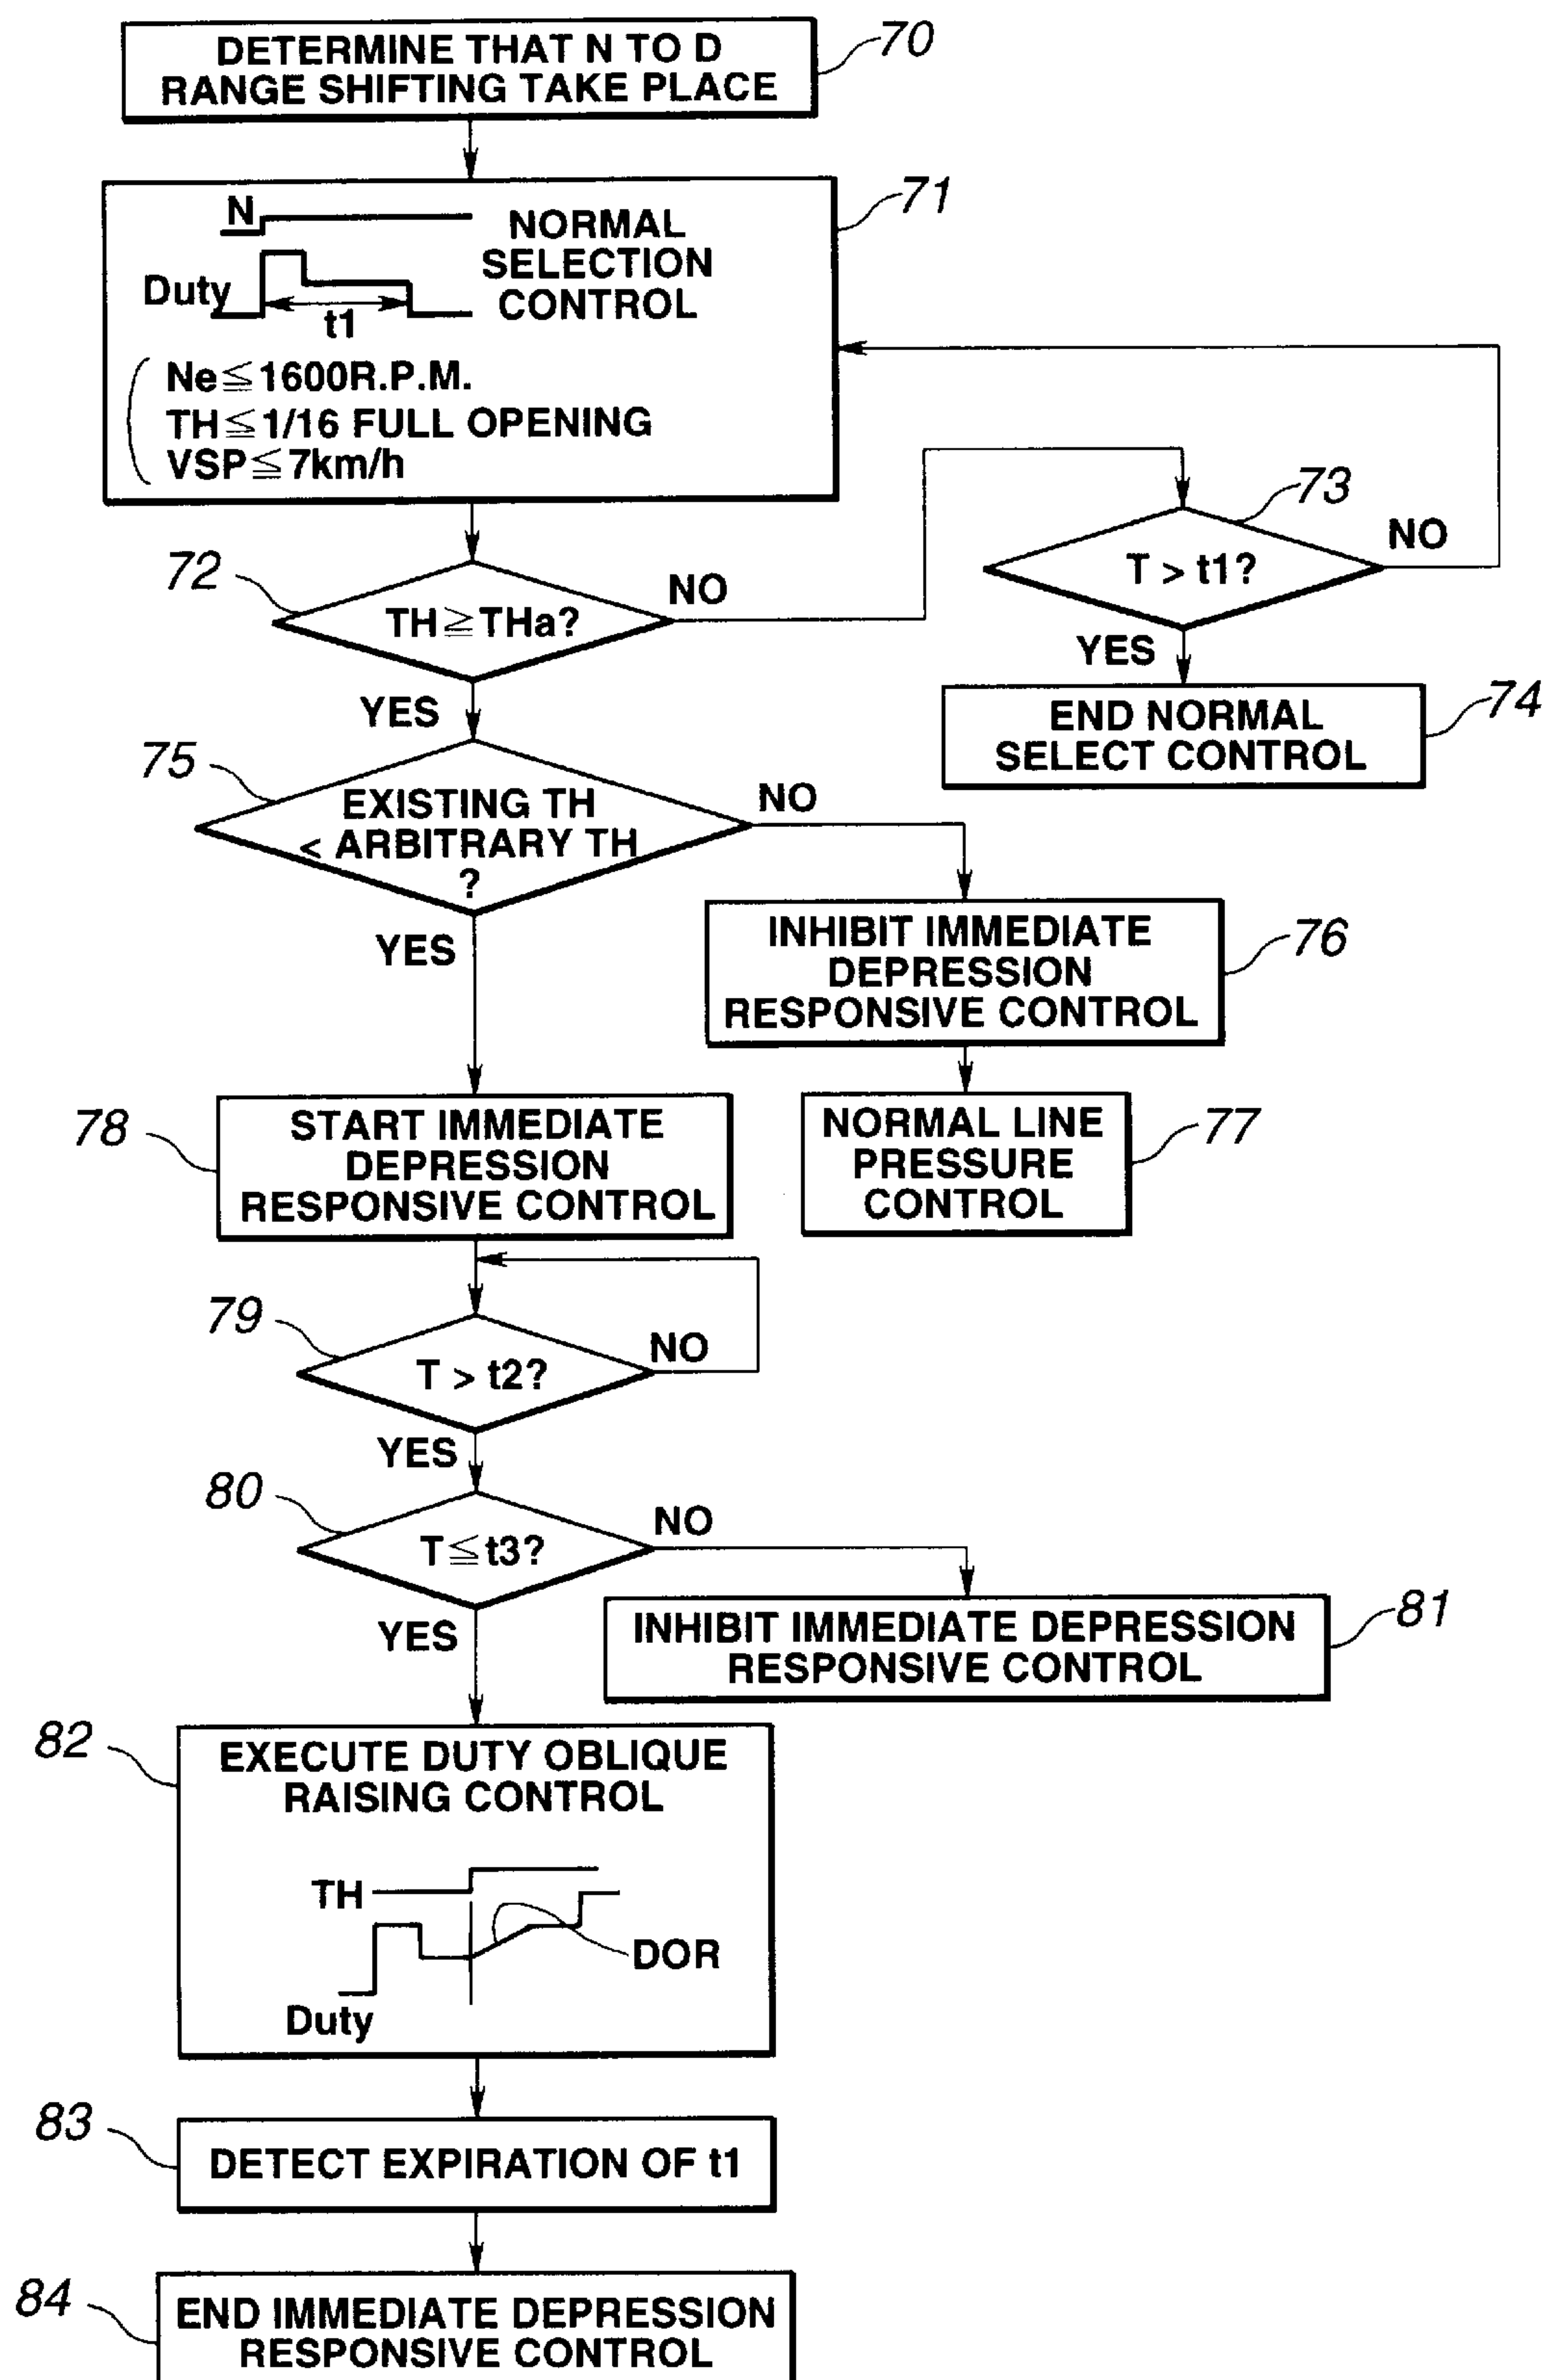 DETERMINE THAT N TO D
RANGE SHIFTING TAKE PLACE
70
71
N
NORMAL
SELECTION
CONTROL
Duty
t1
Ne≦1600R.P.M.
TH≦1/16 FULL OPENING
VSP≦7km/h
72
TH≧THa?
NO
73
T > t1?
NO
YES
YES
74
END NORMAL
SELECT CONTROL
75
EXISTING TH
< ARBITRARY TH
?
NO
YES
76
INHIBIT IMMEDIATE
DEPRESSION
RESPONSIVE CONTROL
77
NORMAL LINE
PRESSURE
CONTROL
78
START IMMEDIATE
DEPRESSION
RESPONSIVE CONTROL
79
T > t2?
NO
YES
80
T≦t3?
NO
YES
81
INHIBIT IMMEDIATE DEPRESSION
RESPONSIVE CONTROL
82
EXECUTE DUTY OBLIQUE
RAISING CONTROL
TH
DOR
Duty
83
DETECT EXPIRATION OF t1
84
END IMMEDIATE DEPRESSION
RESPONSIVE CONTROL